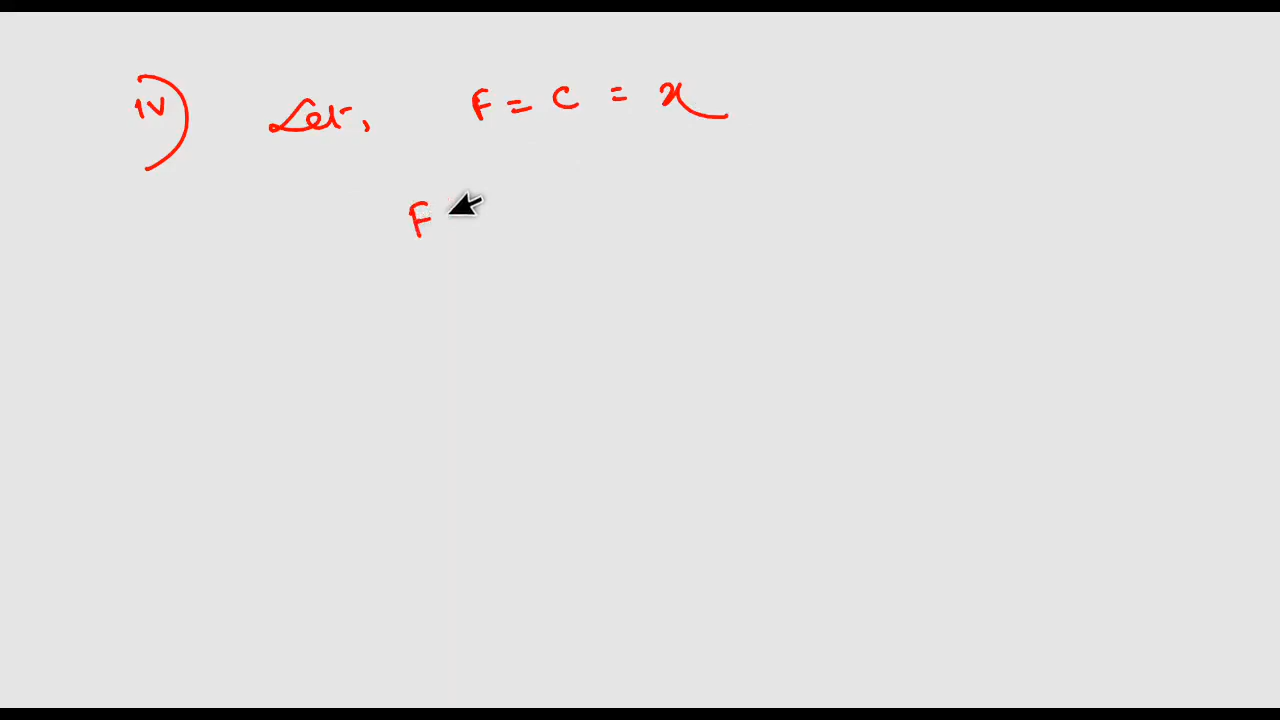 iv) Let, F = C = x
F